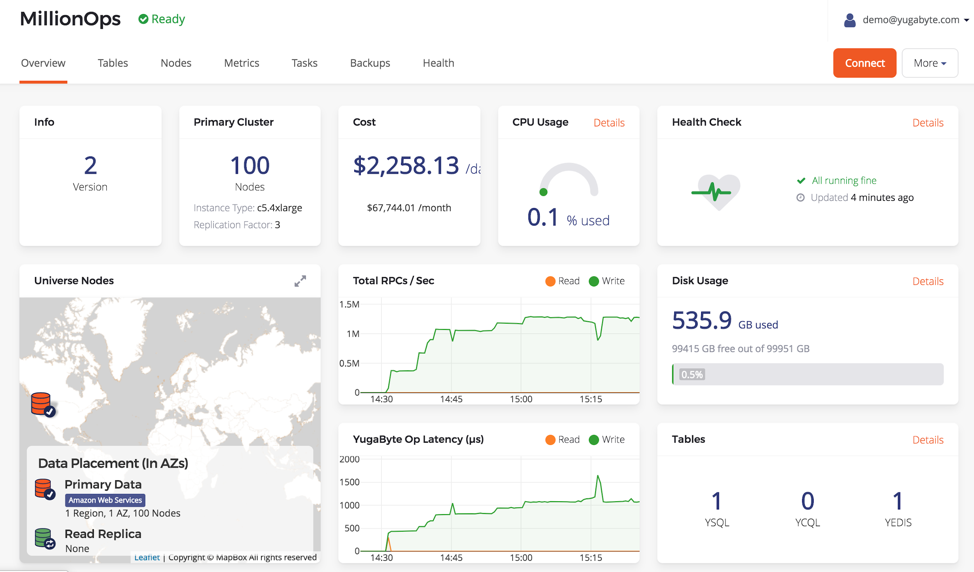 MillionOps
Ready
demo@yugabyte.com
Overview
Tables
Nodes
Metrics
Tasks
Backups
Health
Connect
More
Info
2
Version
Primary Cluster
100
Nodes
Instance Type: c5.4xlarge
Replication Factor: 3
Cost
$2,258.13 /da
$67,744.01 /month
CPU Usage
Details
0.1 % used
Health Check
Details
All running fine
Updated 4 minutes ago
Universe Nodes
Data Placement (In AZs)
Primary Data
Amazon Web Services
1 Region, 1 AZ, 100 Nodes
Read Replica
None
Leaflet | Copyright © MapBox All rights reserved
Total RPCs / Sec
Read
Write
1.5M
1M
0.5M
0
14:30
14:45
15:00
15:15
Disk Usage
Details
535.9 GB used
99415 GB free out of 99951 GB
0.5%
YugaByte Op Latency (μs)
Read
Write
2000
1500
1000
500
0
14:30
14:45
15:00
15:15
Tables
Details
1
YSQL
0
YCQL
1
YEDIS